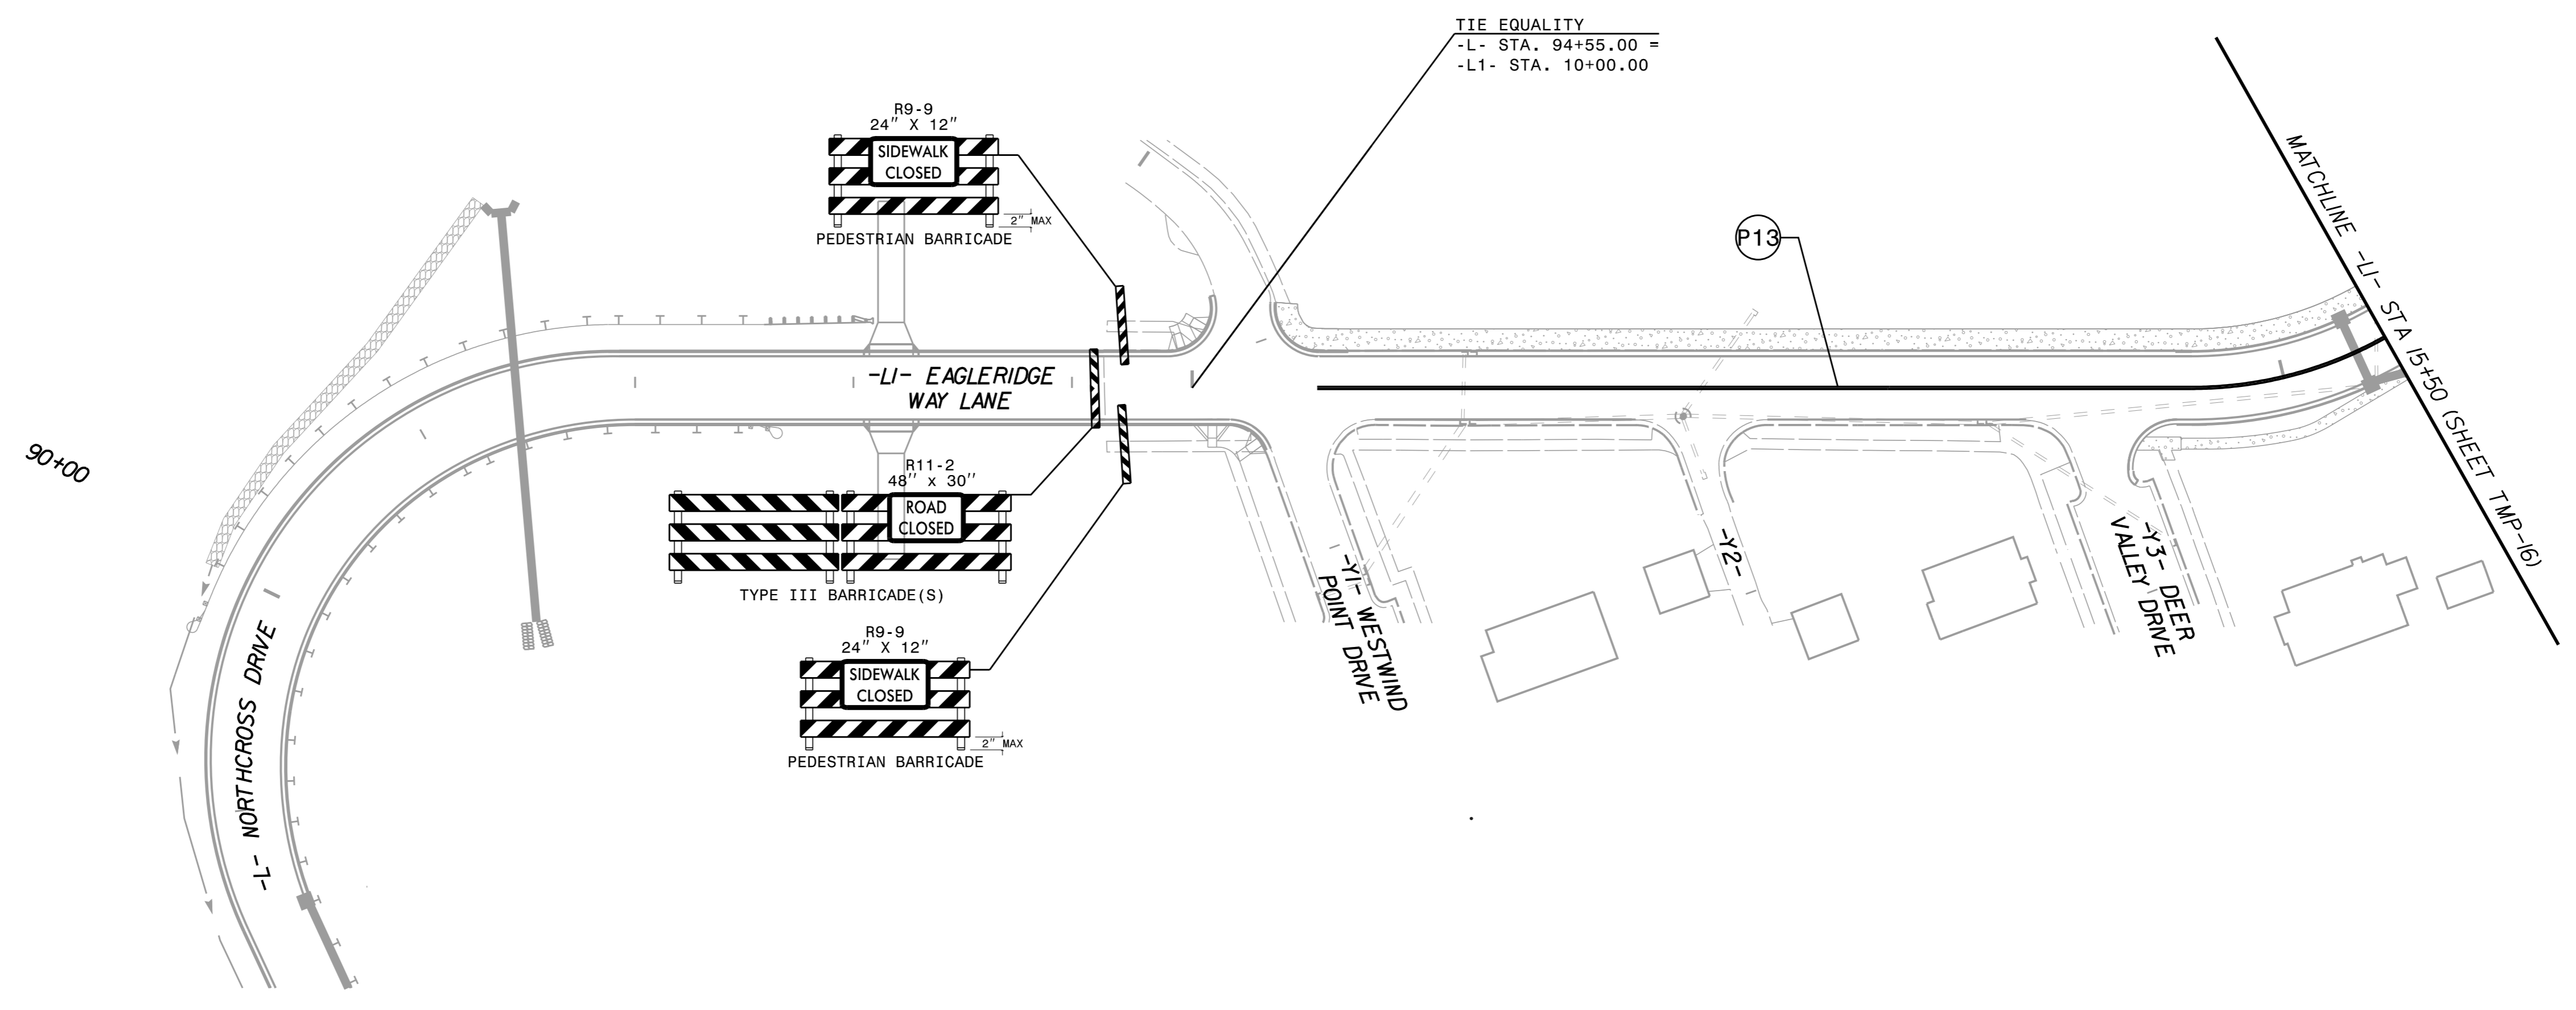 TIE EQUALITY
-L- STA. 94+55.00 =
-L1- STA. 10+00.00
R9-9
24" X 12"
SIDEWALK
CLOSED
2" MAX
PEDESTRIAN BARRICADE
P13
MATCHLINE -L1- STA 15+50 (SHEET TMP-16)
-L1- EAGLERIDGE
WAY LANE
90+00
R11-2
48" x 30"
ROAD
CLOSED
TYPE III BARRICADE(S)
R9-9
24" X 12"
SIDEWALK
CLOSED
2" MAX
PEDESTRIAN BARRICADE
-L- NORTHCROSS DRIVE
-Y1- WESTWIND
POINT DRIVE
-Y2-
-Y3- DEER
VALLEY DRIVE